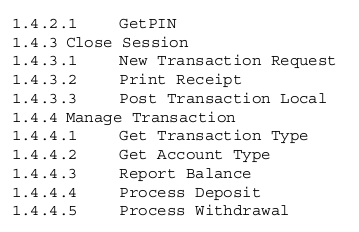 1.4.2.1 GetPIN
1.4.3 Close Session
1.4.3.1 New Transaction Request
1.4.3.2 Print Receipt
1.4.3.3 Post Transaction Local
1.4.4 Manage Transaction
1.4.4.1 Get Transaction Type
1.4.4.2 Get Account Type
1.4.4.3 Report Balance
1.4.4.4 Process Deposit
1.4.4.5 Process Withdrawal